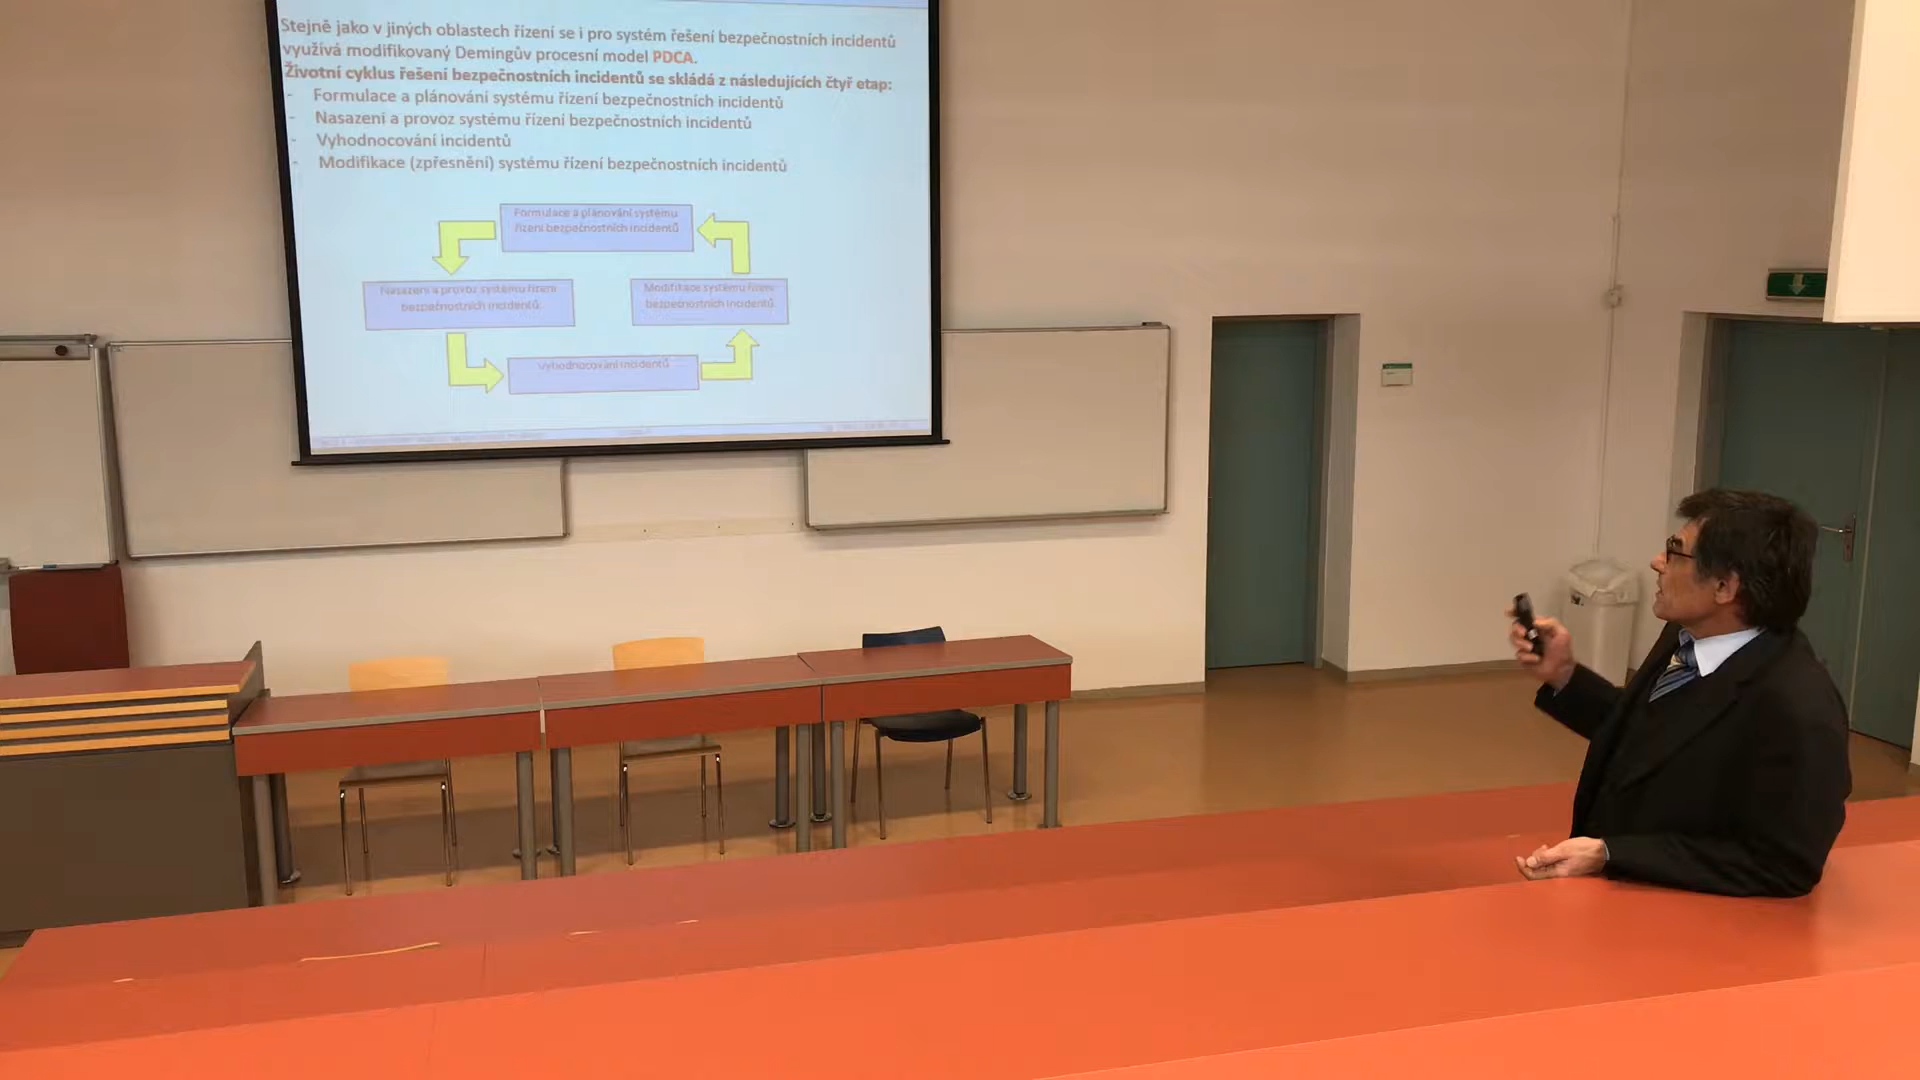 Stejně jako v jiných oblastech řízení se i pro systém řešení bezpečnostních incidentů
využívá modifikovaný Demingův procesní model PDCA.
Životní cyklus řešení bezpečnostních incidentů se skládá z následujících čtyř etap:
- Formulace a plánování systému řízení bezpečnostních incidentů
- Nasazení a provoz systému řízení bezpečnostních incidentů
- Vyhodnocování incidentů
- Modifikace (zpřesnění) systému řízení bezpečnostních incidentů
Formulace a plánování systému
řízení bezpečnostních incidentů
Nasazení a provoz systému řízení
bezpečnostních incidentů
Modifikace systému řízení
bezpečnostních incidentů
Vyhodnocování incidentů